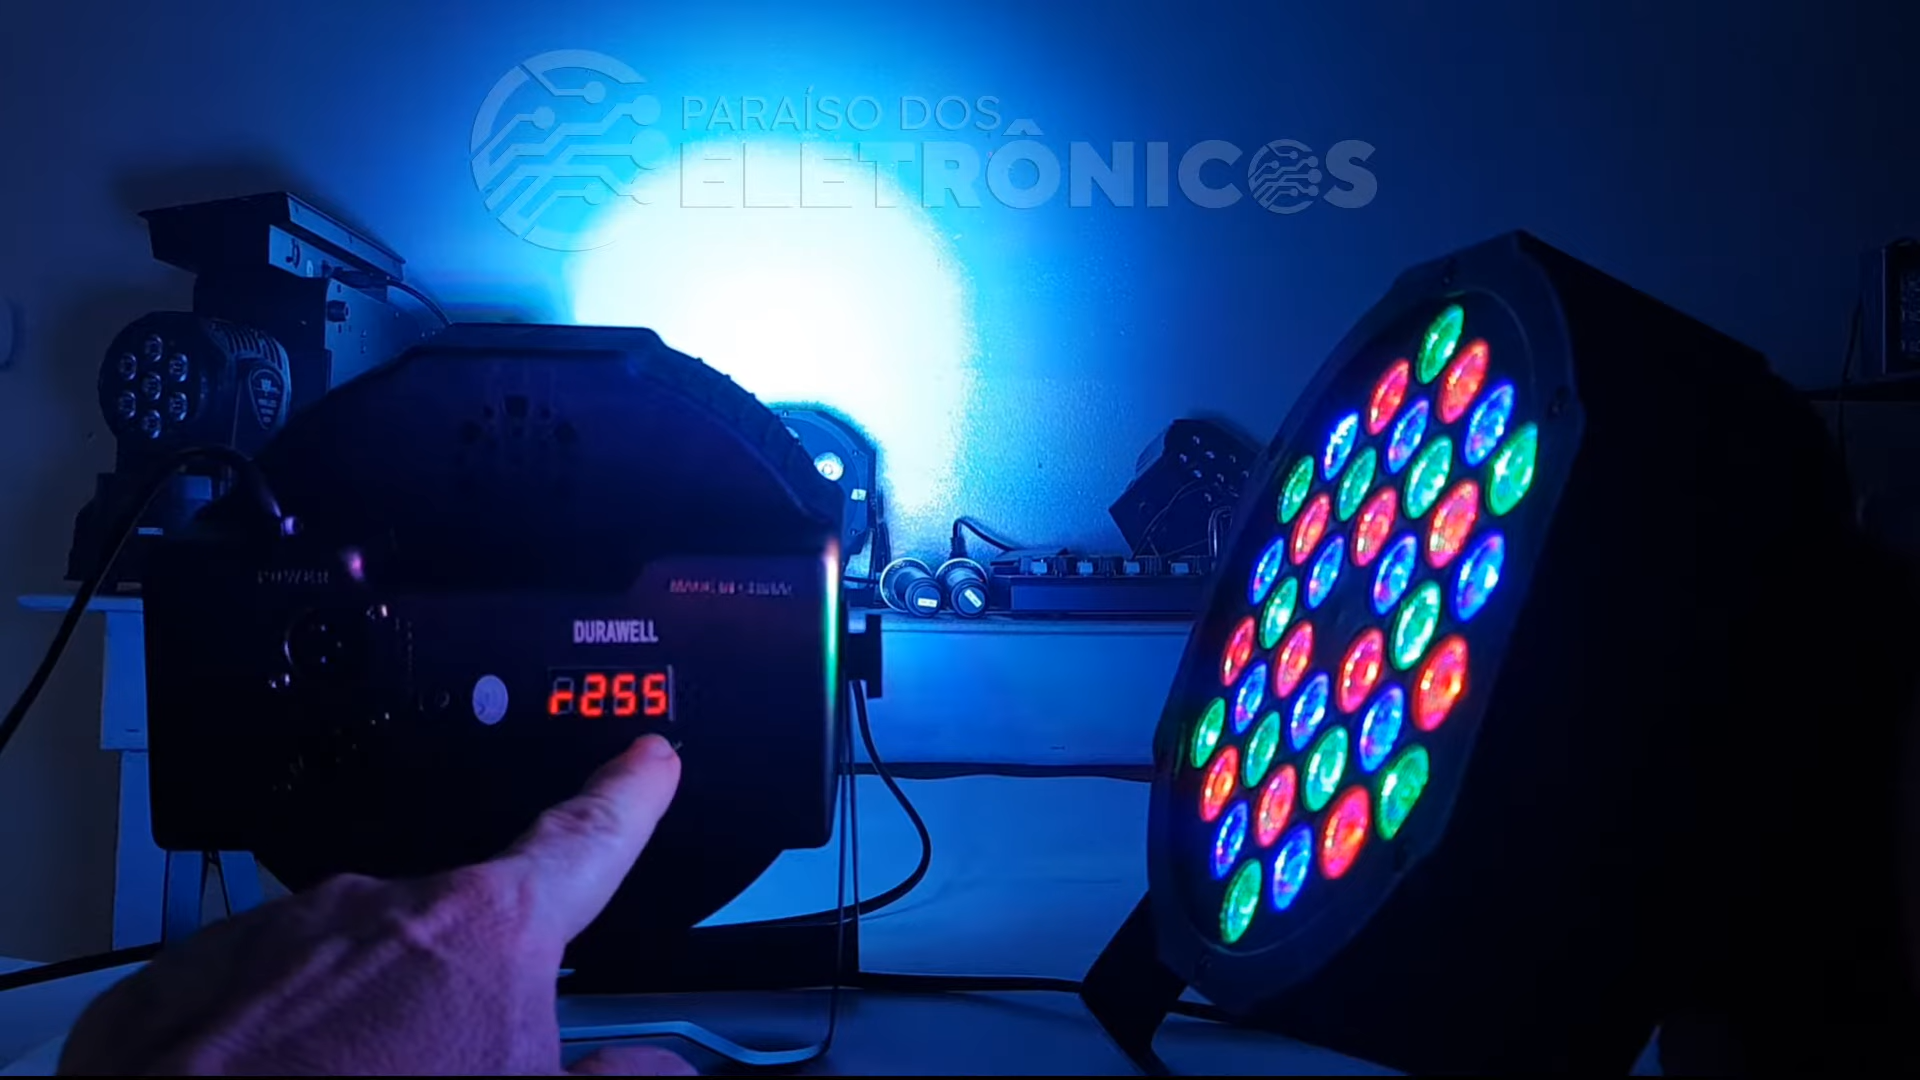 PARAÍSO DOS
ELETRÔNICOS
POWER
MADE IN CHINA
DURAWELL
r255